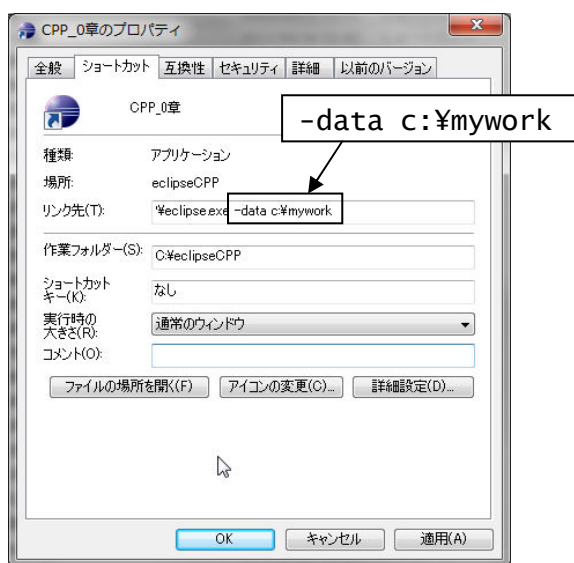 CPP_0章のプロパティ
全般 ショートカット 互換性 セキュリティ 詳細 以前のバージョン
CPP_0章
-data c:¥mywork
種類: アプリケーション
場所: eclipseCPP
リンク先(T): ¥eclipse.exe -data c:¥mywork
作業フォルダー(S): C:¥eclipseCPP
ショートカット
キー(K): なし
実行時の
大きさ(R): 通常のウィンドウ
コメント(O):
ファイルの場所を開く(F) アイコンの変更(C)... 詳細設定(D)...
OK キャンセル 適用(A)